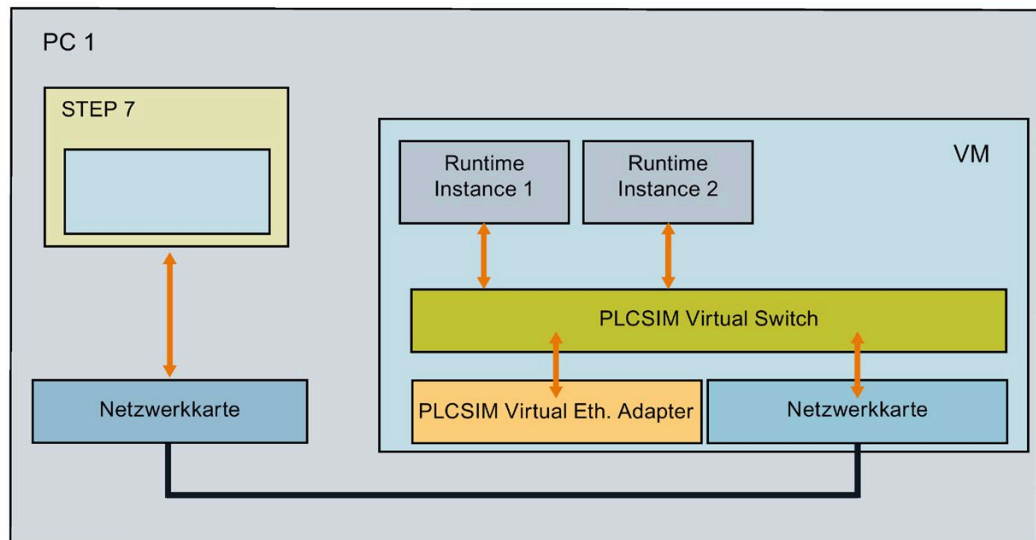 PC 1
STEP 7
VM
Runtime
Instance 1
Runtime
Instance 2
PLCSIM Virtual Switch
Netzwerkkarte
PLCSIM Virtual Eth. Adapter
Netzwerkkarte